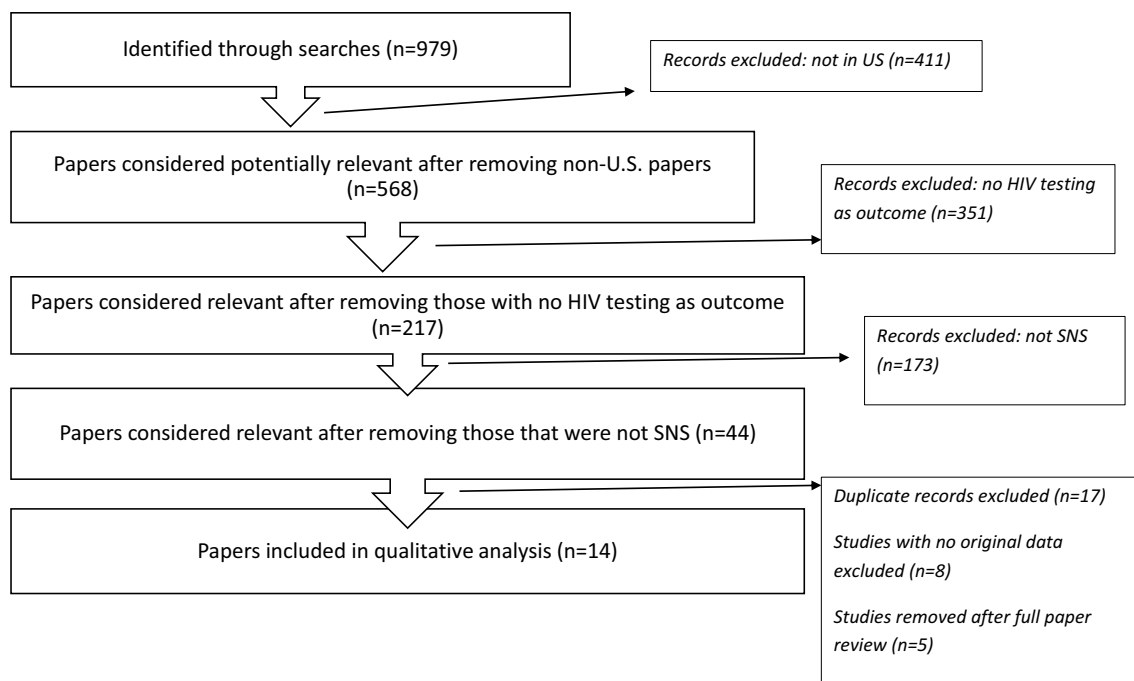 Identified through searches (n=979)
Records excluded: not in US (n=411)
Papers considered potentially relevant after removing non-U.S. papers
(n=568)
Records excluded: no HIV testing
as outcome (n=351)
Papers considered relevant after removing those with no HIV testing as outcome
(n=217)
Records excluded: not SNS
(n=173)
Papers considered relevant after removing those that were not SNS (n=44)
Duplicate records excluded (n=17)
Studies with no original data
excluded (n=8)
Studies removed after full paper
review (n=5)
Papers included in qualitative analysis (n=14)